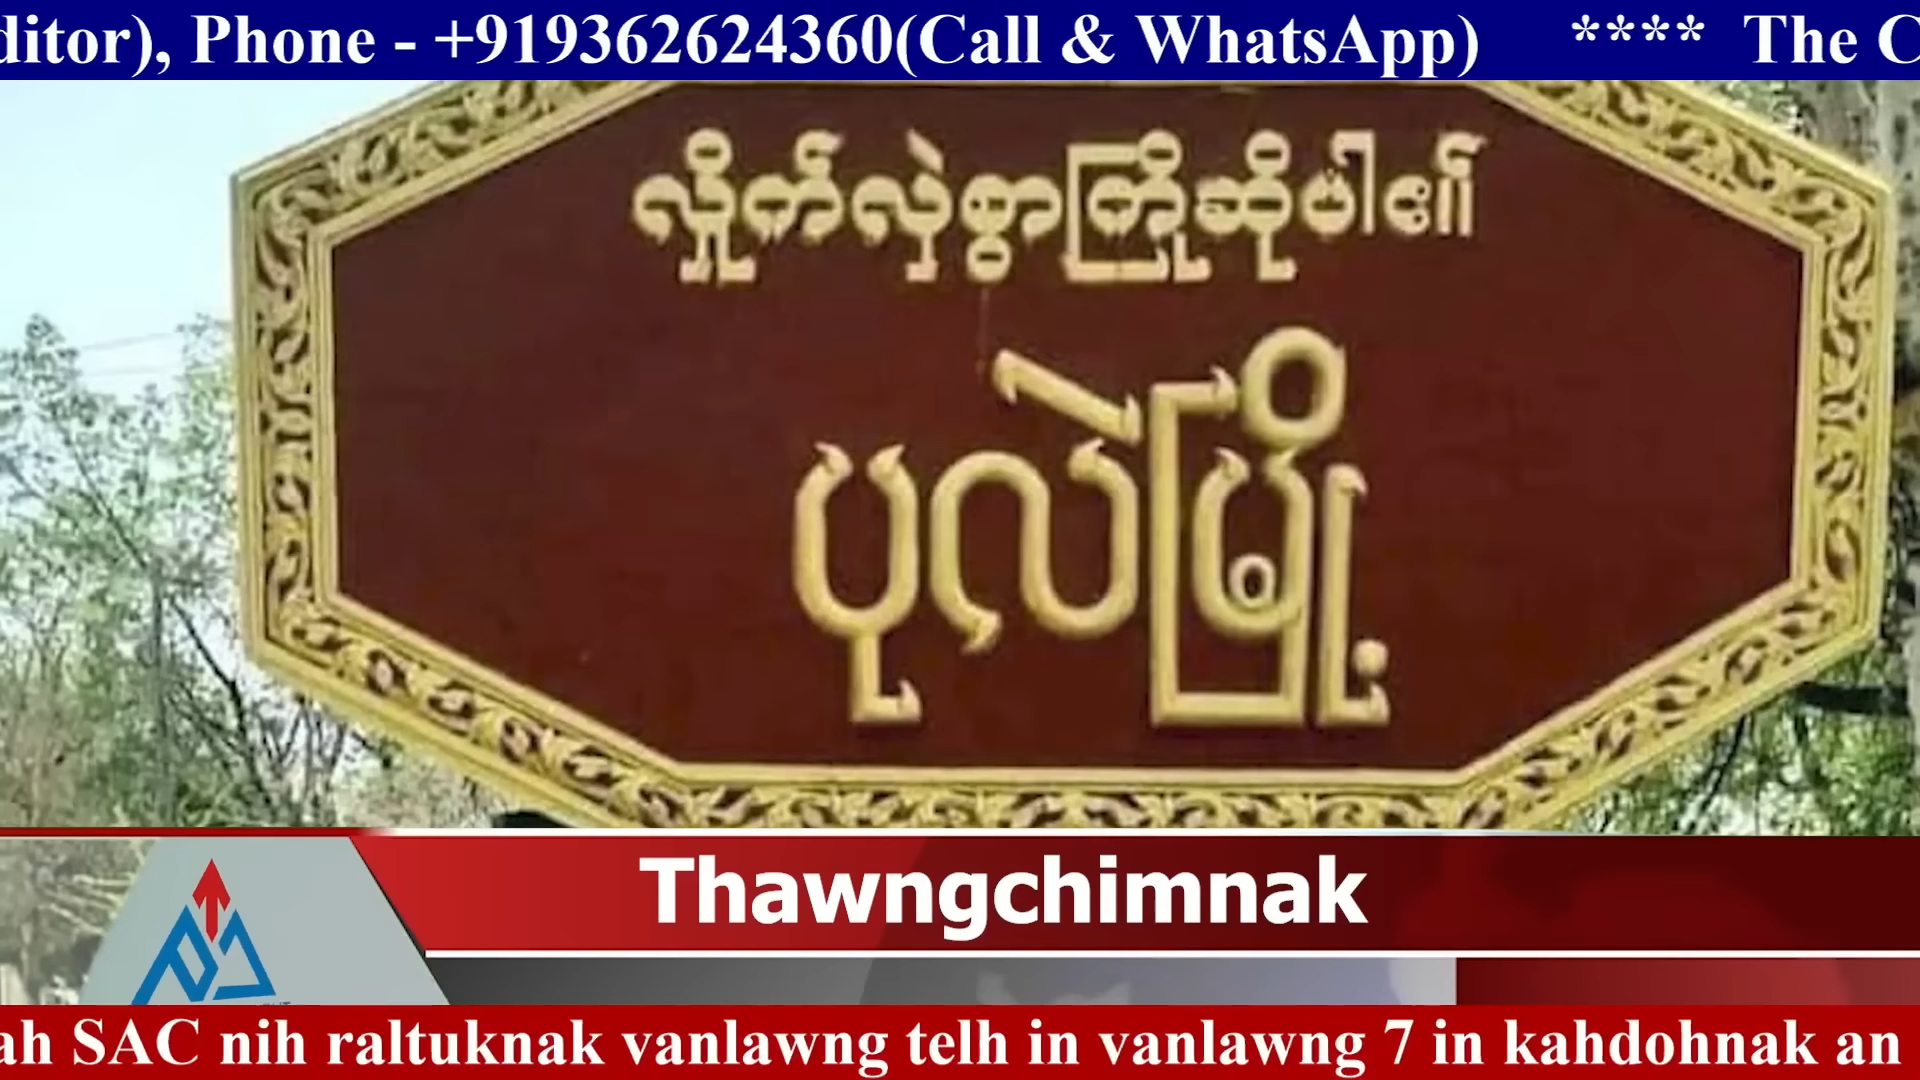 ditor), Phone - +919362624360(Call & WhatsApp) **** The C
လှိုက်လှဲစွာကြိုဆိုပါ၏
ပုလဲမြို့
Thawngchimnak
ah SAC nih raltuknak vanlawng telh in vanlawng 7 in kahdohnak an